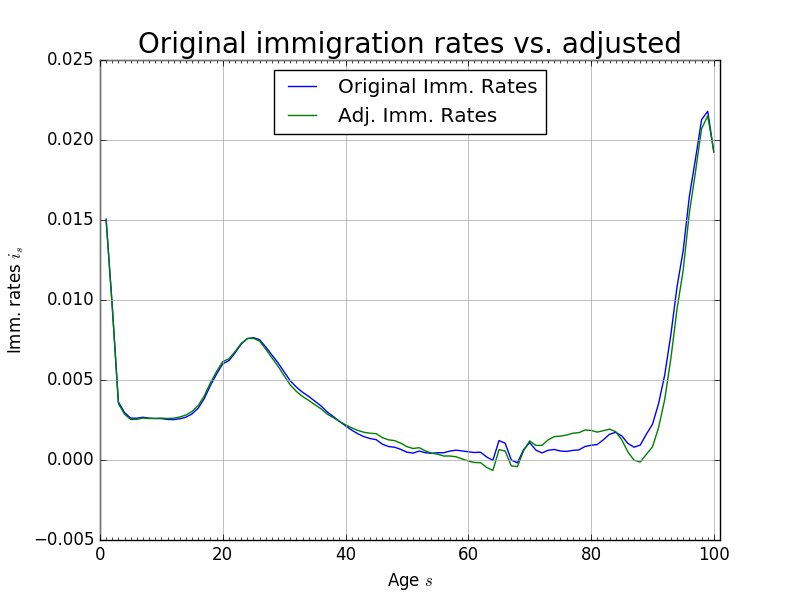 Original immigration rates vs. adjusted
Original Imm. Rates
Adj. Imm. Rates
0.025
0.020
0.015
0.010
0.005
0.000
−0.005
Imm. rates i_s
0 20 40 60 80 100
Age s